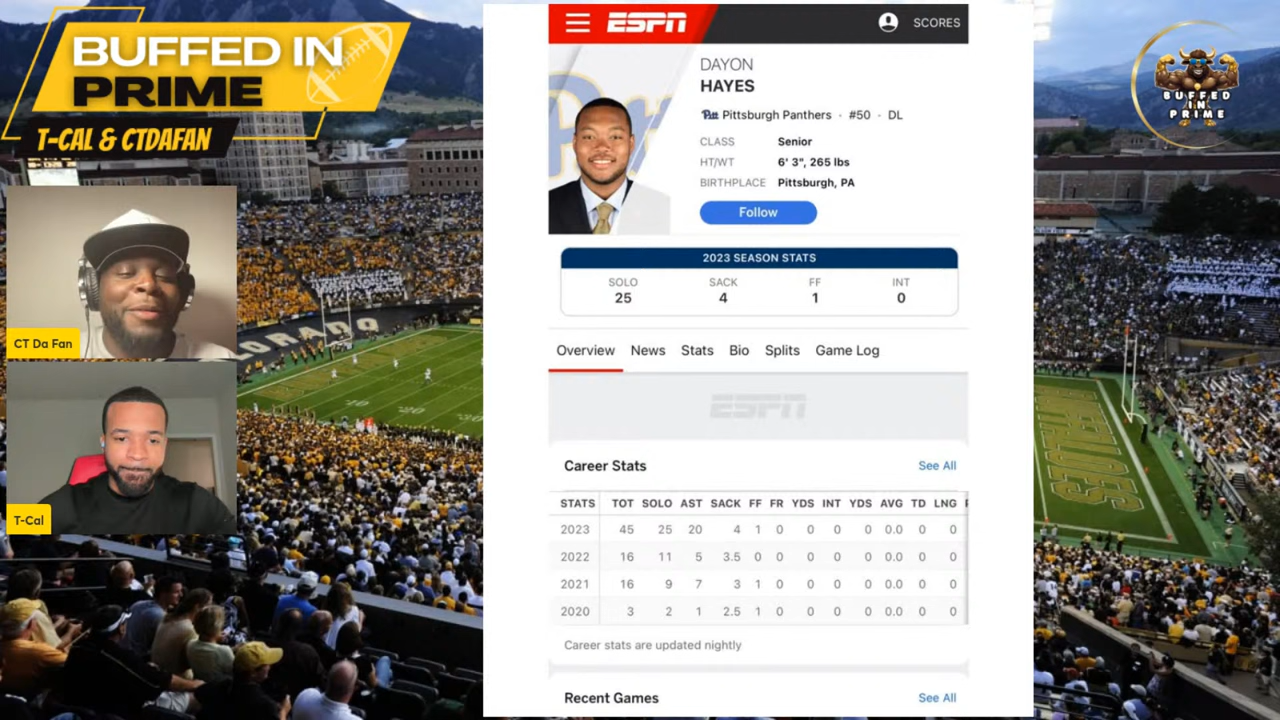 BUFFED IN
PRIME
T-CAL & CTDAFAN
CT Da Fan
T-Cal
ESPN
SCORES
DAYON
HAYES
Pitt Pittsburgh Panthers · #50 · DL
CLASS Senior
HT/WT 6' 3", 265 lbs
BIRTHPLACE Pittsburgh, PA
Follow
2023 SEASON STATS
SOLO SACK FF INT
25 4 1 0
Overview News Stats Bio Splits Game Log
ESPN
Career Stats See All
STATS TOT SOLO AST SACK FF FR YDS INT YDS AVG TD LNG
2023 45 25 20 4 1 0 0 0 0 0.0 0 0
2022 16 11 5 3.5 0 0 0 0 0 0.0 0 0
2021 16 9 7 3 1 0 0 0 0 0.0 0 0
2020 3 2 1 2.5 1 0 0 0 0 0.0 0 0
Career stats are updated nightly
Recent Games See All
BUFFED
IN
PRIME